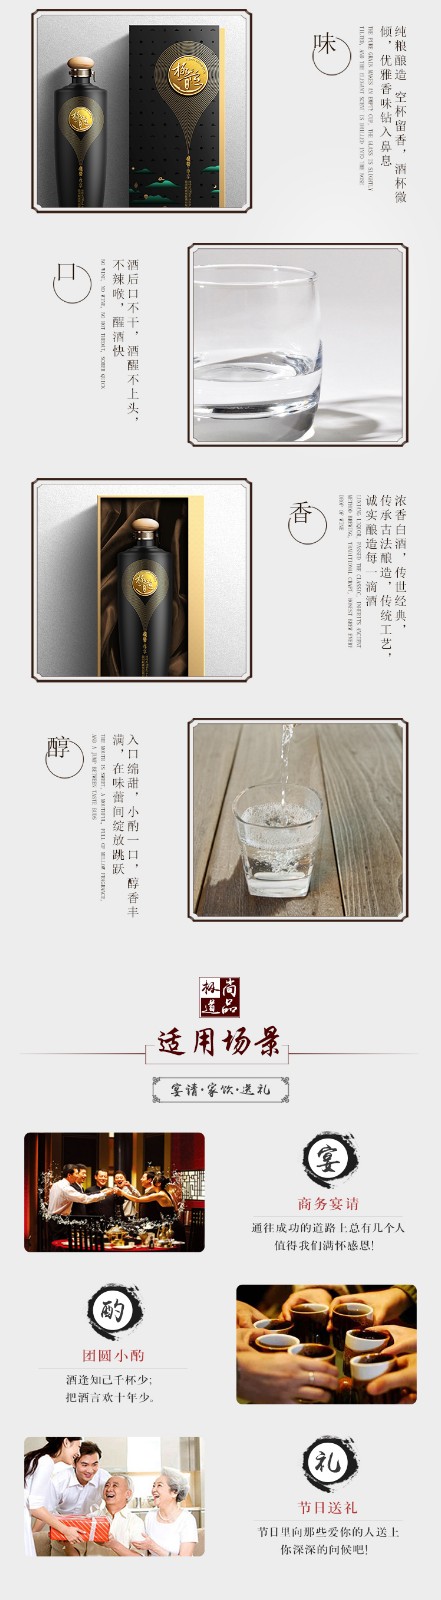 味
纯粮酿造 空杯留香，酒杯微
倾，优雅香味钻入鼻息
口
酒后口不干，酒醒不上头，
不辣喉，醒酒快
香
浓香白酒，传世经典，
传承古法酿造，传统工艺，
诚实酿造每一滴酒
醇
入口绵甜，小酌一口，醇香丰
满，在味蕾间绽放跳跃
极道
尚品
适用场景
宴请·家饮·送礼
宴
商务宴请
通往成功的道路上总有几个人
值得我们满怀感恩!
酌
团圆小酌
酒逢知己千杯少;
把酒言欢十年少。
礼
节日送礼
节日里向那些爱你的人送上
你深深的问候吧!